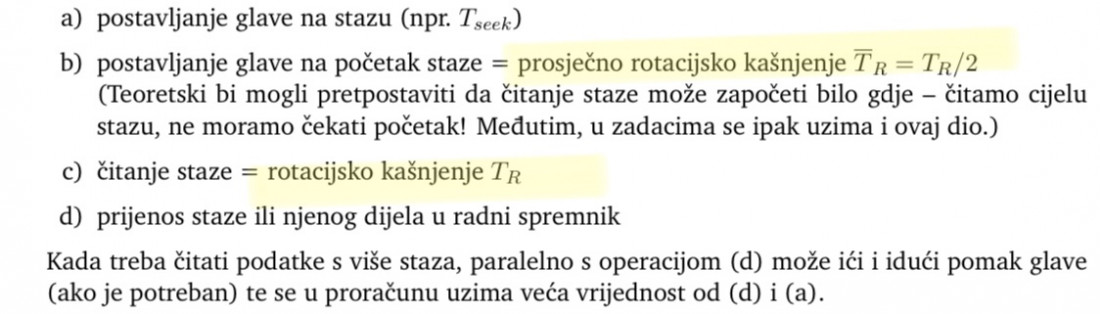 a) postavljanje glave na stazu (npr. T_seek)
b) postavljanje glave na početak staze = prosječno rotacijsko kašnjenje T̅_R = T_R/2
(Teoretski bi mogli pretpostaviti da čitanje staze može započeti bilo gdje – čitamo cijelu
stazu, ne moramo čekati početak! Međutim, u zadacima se ipak uzima i ovaj dio.)
c) čitanje staze = rotacijsko kašnjenje T_R
d) prijenos staze ili njenog dijela u radni spremnik
Kada treba čitati podatke s više staza, paralelno s operacijom (d) može ići i idući pomak glave
(ako je potreban) te se u proračunu uzima veća vrijednost od (d) i (a).